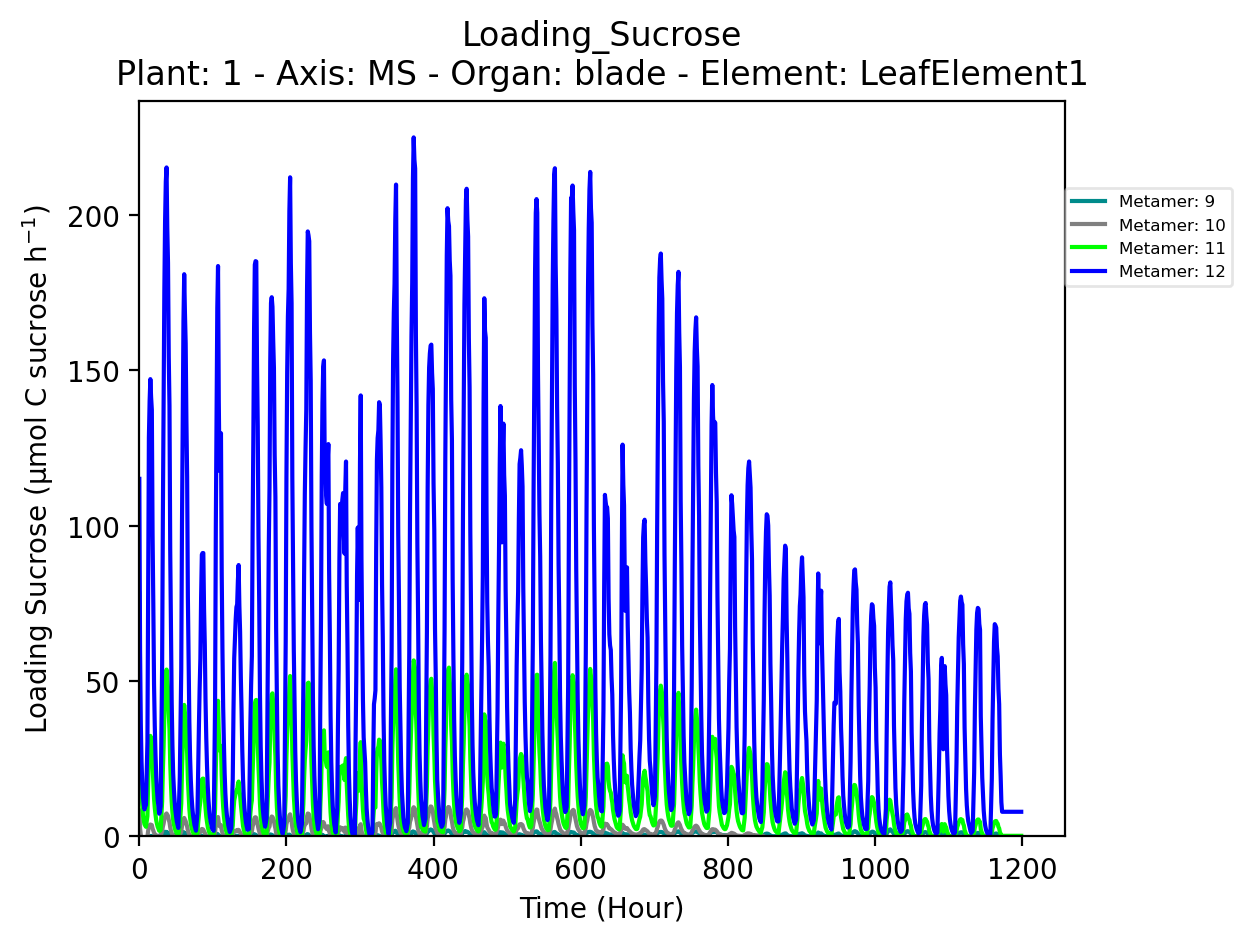 Loading_Sucrose
Plant: 1 - Axis: MS - Organ: blade - Element: LeafElement1
Loading Sucrose (µmol C sucrose h⁻¹)
200
150
100
50
0
0 200 400 600 800 1000 1200
Time (Hour)
Metamer: 9
Metamer: 10
Metamer: 11
Metamer: 12